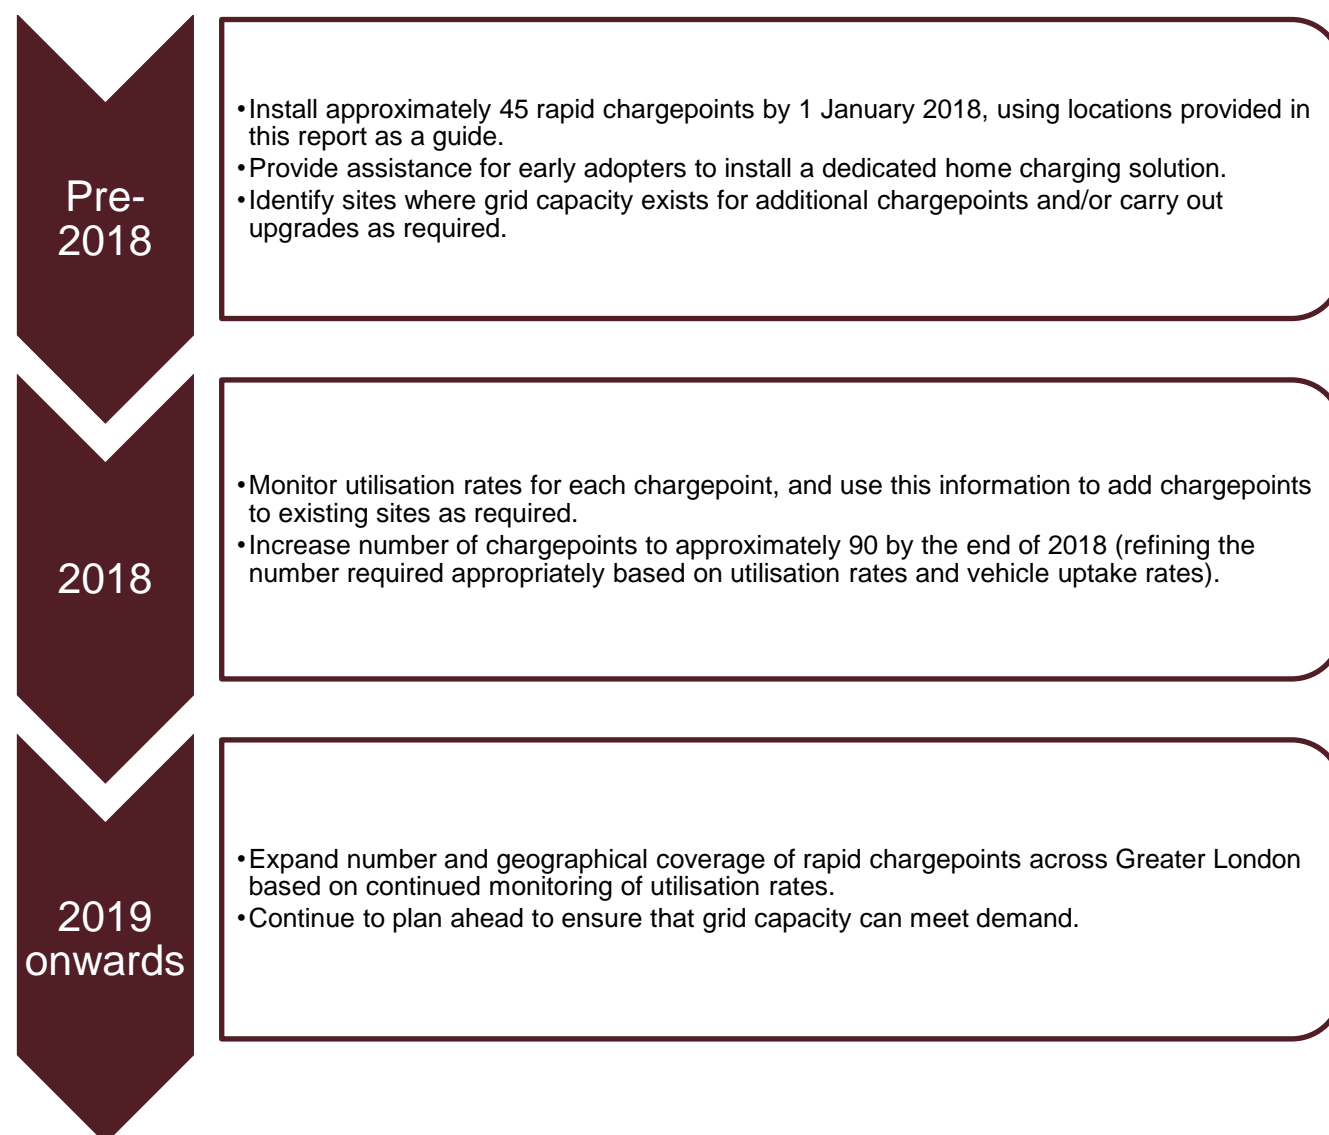 Pre-
2018
•Install approximately 45 rapid chargepoints by 1 January 2018, using locations provided in
this report as a guide.
•Provide assistance for early adopters to install a dedicated home charging solution.
•Identify sites where grid capacity exists for additional chargepoints and/or carry out
upgrades as required.
2018
•Monitor utilisation rates for each chargepoint, and use this information to add chargepoints
to existing sites as required.
•Increase number of chargepoints to approximately 90 by the end of 2018 (refining the
number required appropriately based on utilisation rates and vehicle uptake rates).
2019
onwards
•Expand number and geographical coverage of rapid chargepoints across Greater London
based on continued monitoring of utilisation rates.
•Continue to plan ahead to ensure that grid capacity can meet demand.